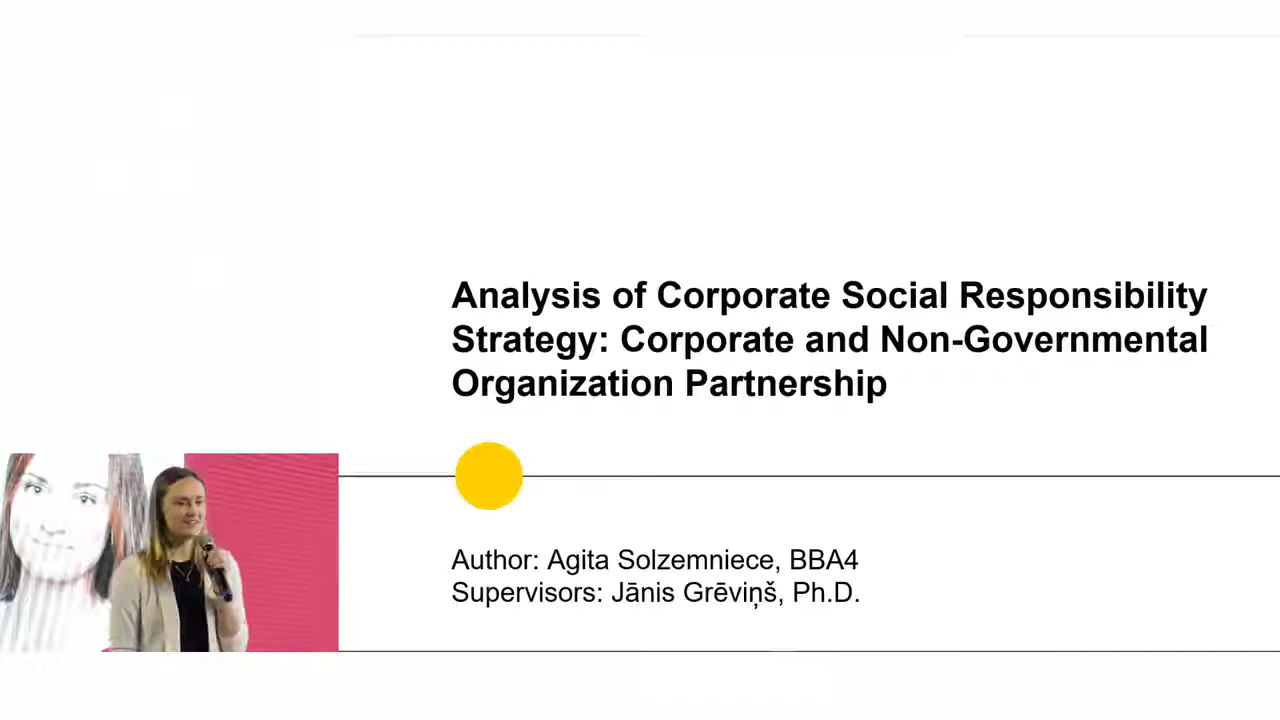 Analysis of Corporate Social Responsibility
Strategy: Corporate and Non-Governmental
Organization Partnership
Author: Agita Solzemniece, BBA4
Supervisors: Jānis Grēviņš, Ph.D.